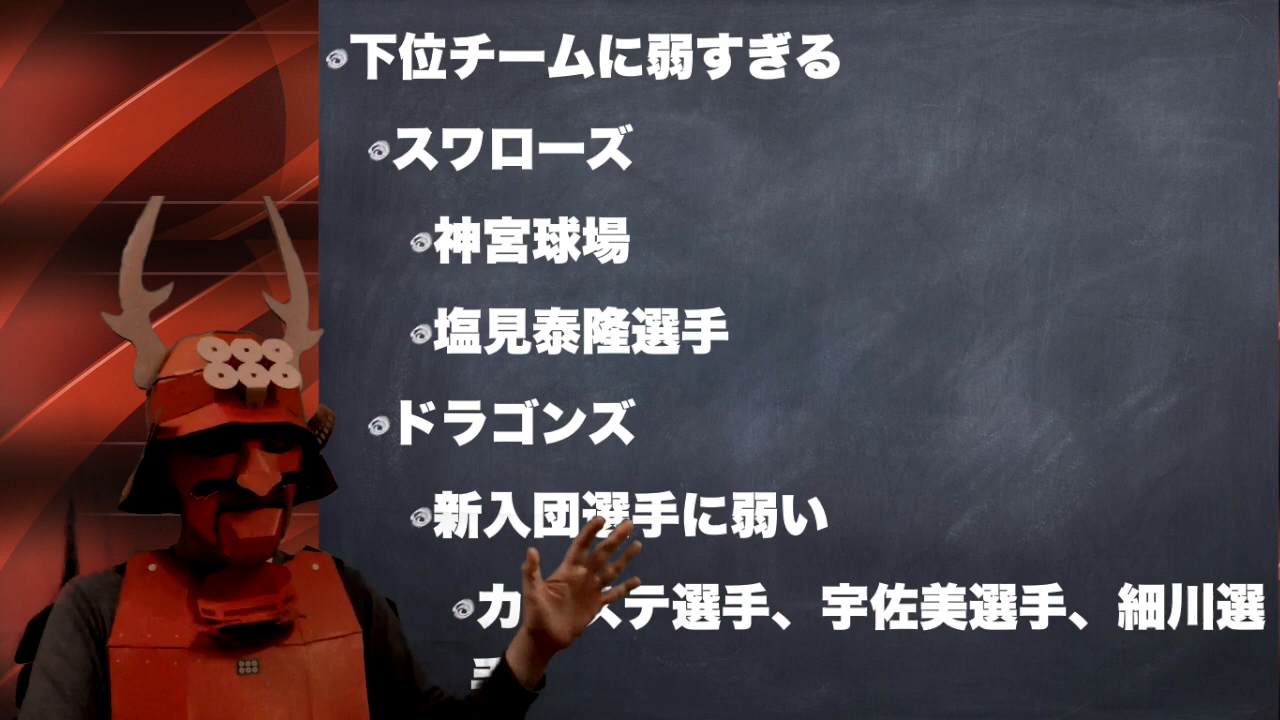 下位チームに弱すぎる
スワローズ
神宮球場
塩見泰隆選手
ドラゴンズ
新入団選手に弱い
カ ステ選手、宇佐美選手、細川選
手